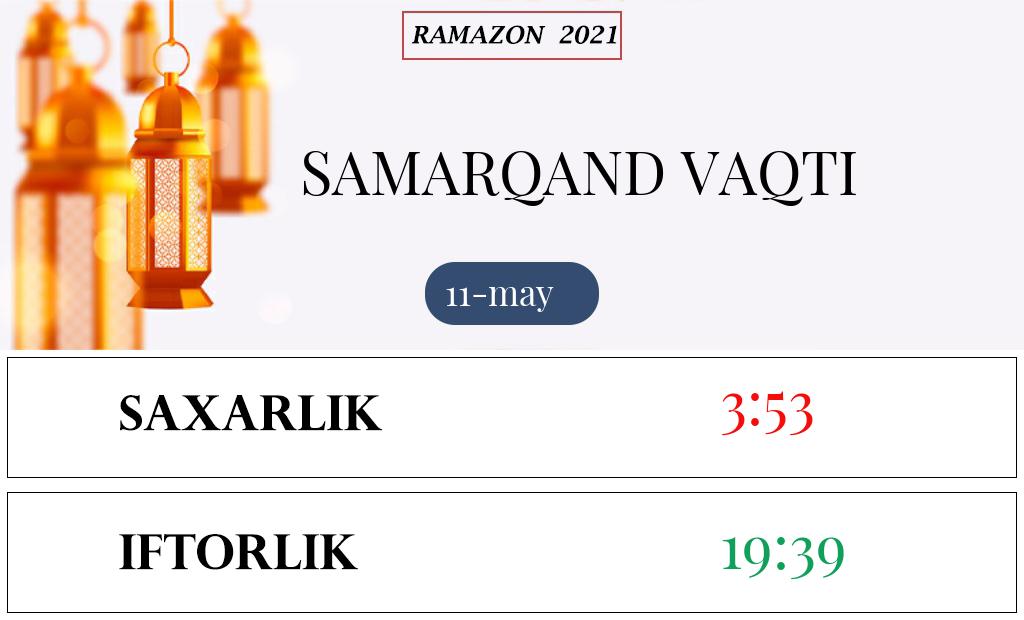 RAMAZON 2021
SAMARQAND VAQTI
11-may
SAXARLIK 3:53
IFTORLIK 19:39